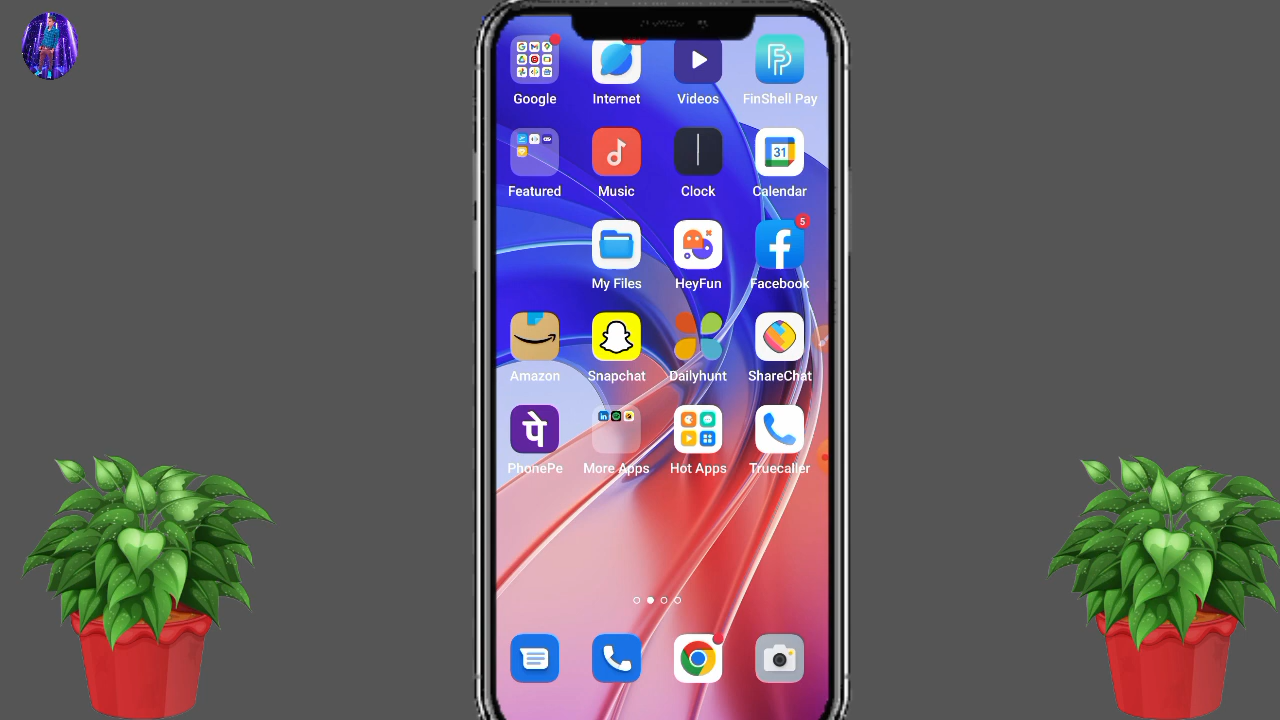 Google Internet Videos FinShell Pay
31
Featured Music Clock Calendar
5
My Files HeyFun Facebook
Amazon Snapchat Dailyhunt ShareChat
पे in
PhonePe More Apps Hot Apps Truecaller